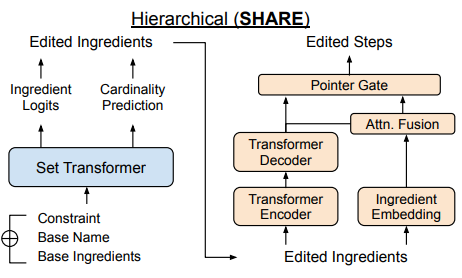 Hierarchical (SHARE)
Edited Ingredients
Ingredient
Logits
Cardinality
Prediction
Set Transformer
Constraint
Base Name
Base Ingredients
Edited Steps
Pointer Gate
Attn. Fusion
Transformer
Decoder
Transformer
Encoder
Ingredient
Embedding
Edited Ingredients